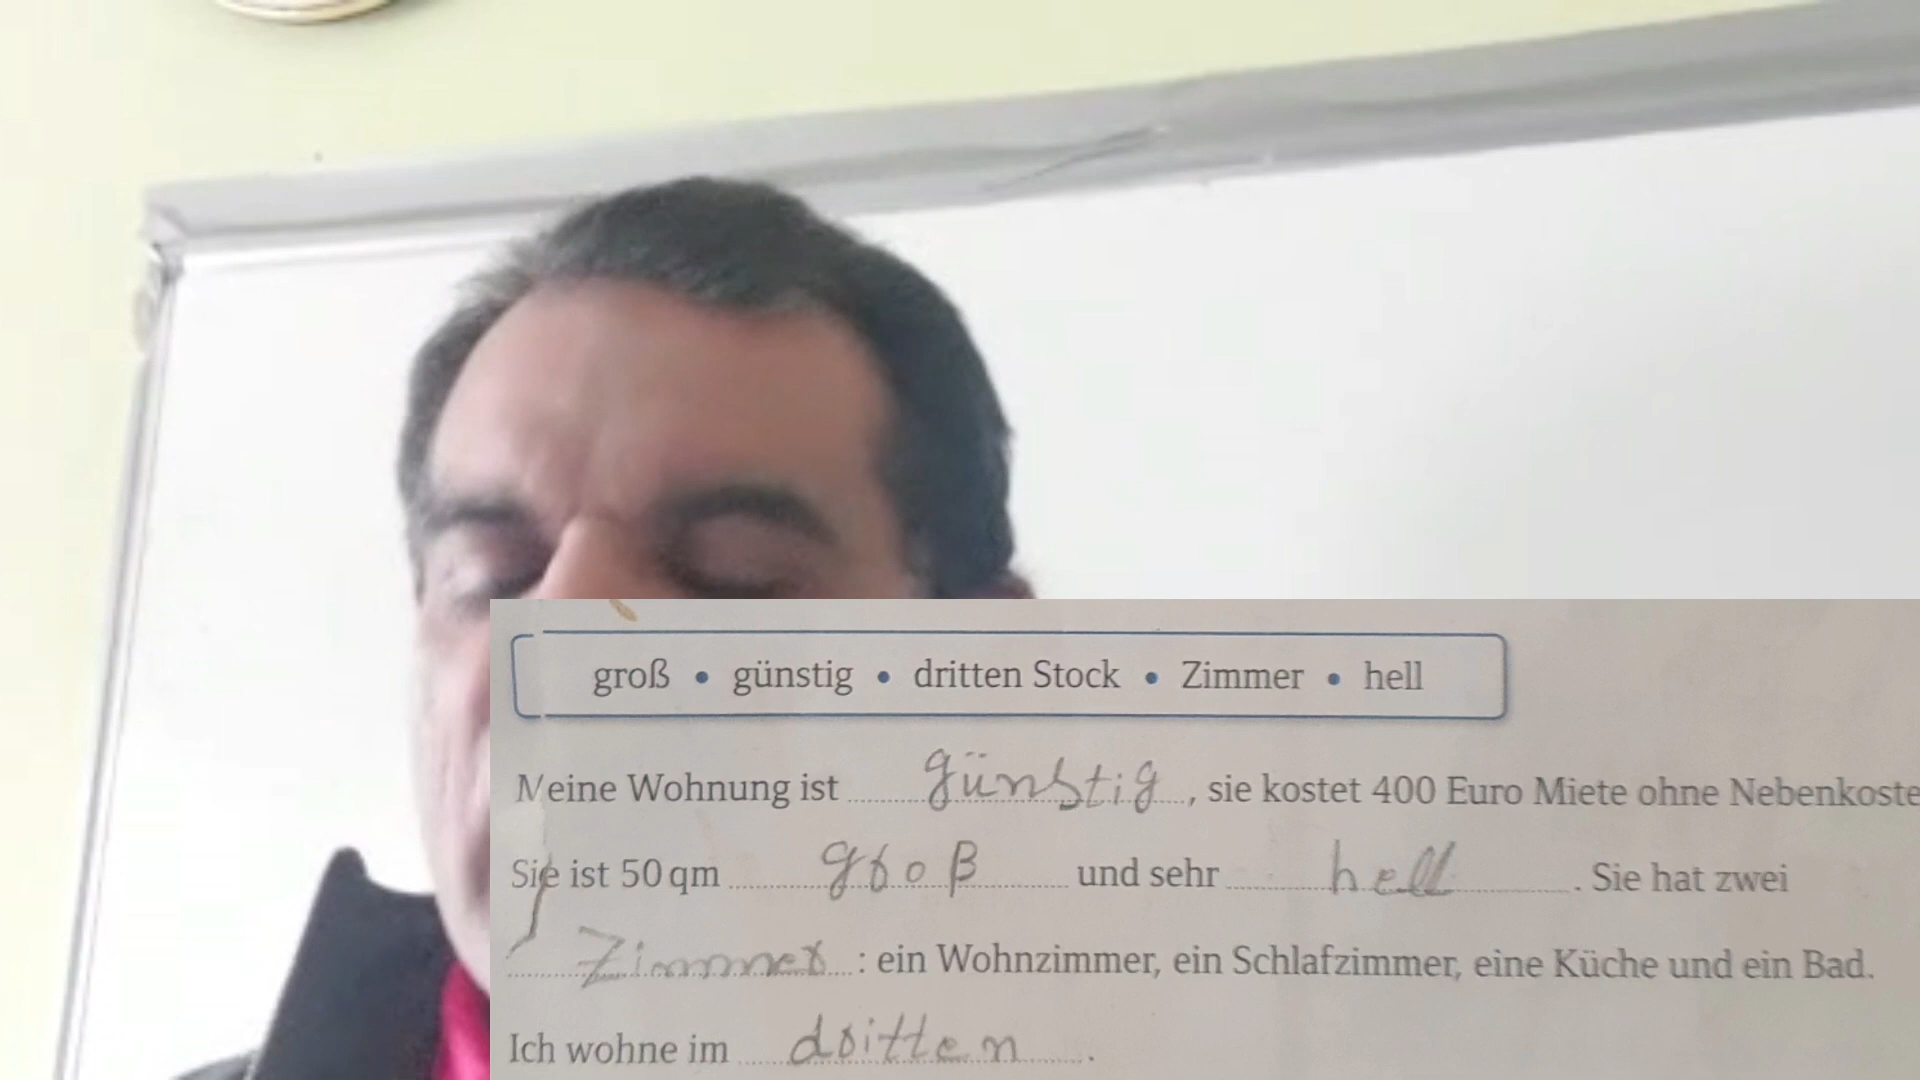 groß • günstig • dritten Stock • Zimmer • hell
Meine Wohnung ist günstig, sie kostet 400 Euro Miete ohne Nebenkoste
Sie ist 50 qm groß und sehr hell. Sie hat zwei
Zimmer: ein Wohnzimmer, ein Schlafzimmer, eine Küche und ein Bad.
Ich wohne im dritten.